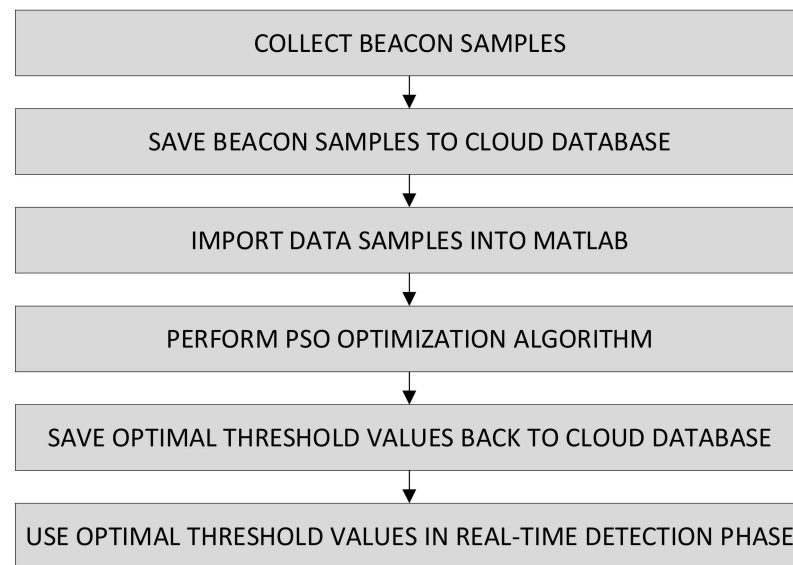 COLLECT BEACON SAMPLES
SAVE BEACON SAMPLES TO CLOUD DATABASE
IMPORT DATA SAMPLES INTO MATLAB
PERFORM PSO OPTIMIZATION ALGORITHM
SAVE OPTIMAL THRESHOLD VALUES BACK TO CLOUD DATABASE
USE OPTIMAL THRESHOLD VALUES IN REAL-TIME DETECTION PHASE